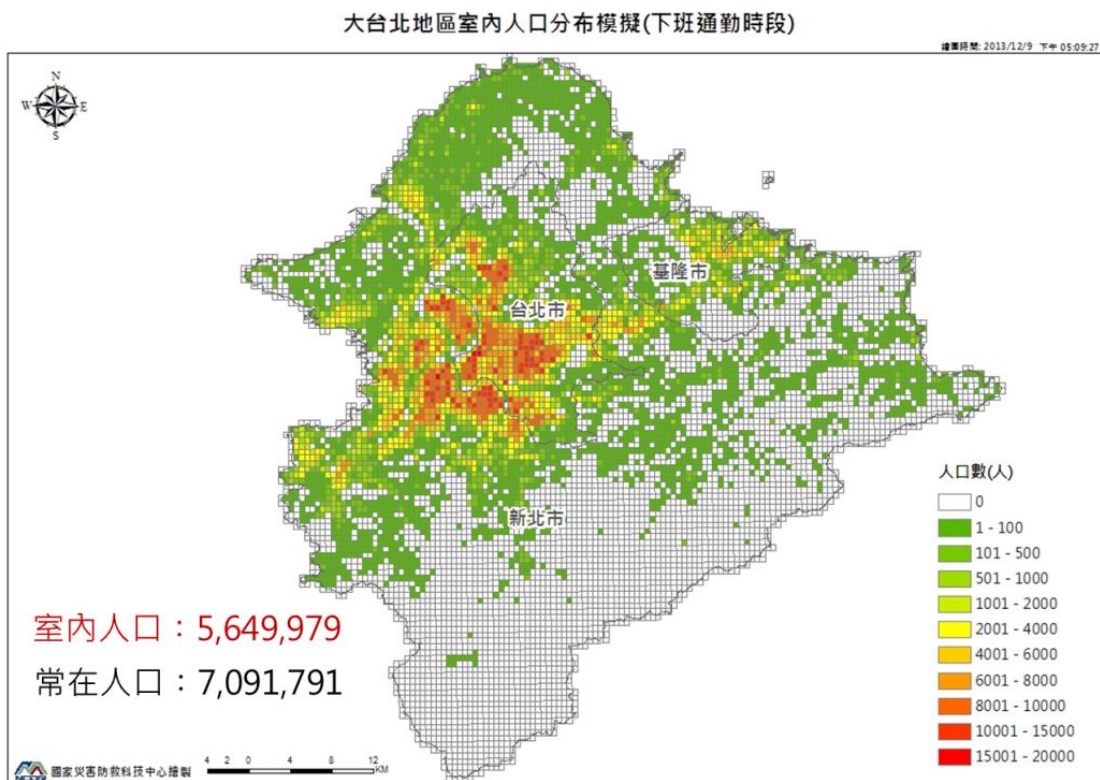 大台北地區室內人口分布模擬(下班通勤時段)
繪圖時間: 2013/12/9 下午 05:09:27
N
W E
S
基隆市
台北市
新北市
室內人口：5,649,979
常在人口：7,091,791
人口數(人)
0
1 - 100
101 - 500
501 - 1000
1001 - 2000
2001 - 4000
4001 - 6000
6001 - 8000
8001 - 10000
10001 - 15000
15001 - 20000
國家災害防救科技中心繪製
4 2 0 4 8 12
KM